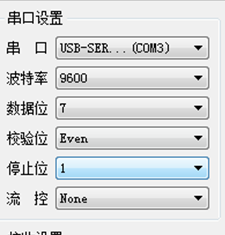 串口设置
串 口 USB-SER...(COM3)
波特率 9600
数据位 7
校验位 Even
停止位 1
流 控 None